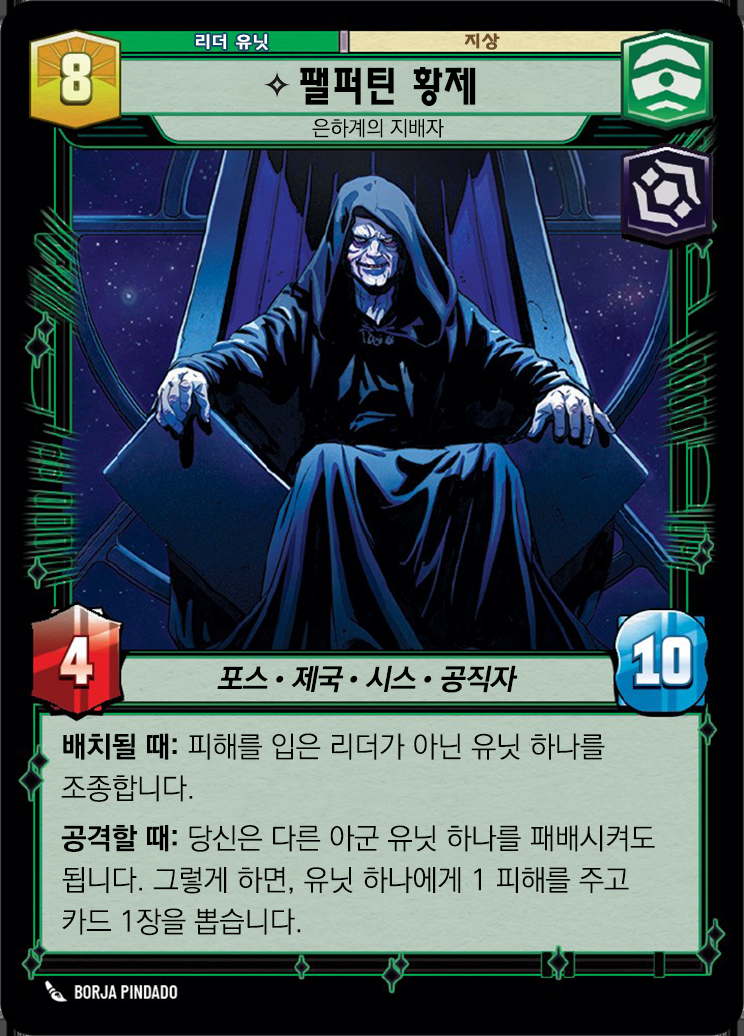 리더 유닛
지상
8
팰퍼틴 황제
은하계의 지배자
4
포스 • 제국 • 시스 • 공직자
10
배치될 때: 피해를 입은 리더가 아닌 유닛 하나를
조종합니다.
공격할 때: 당신은 다른 아군 유닛 하나를 패배시켜도
됩니다. 그렇게 하면, 유닛 하나에게 1 피해를 주고
카드 1장을 뽑습니다.
BORJA PINDADO